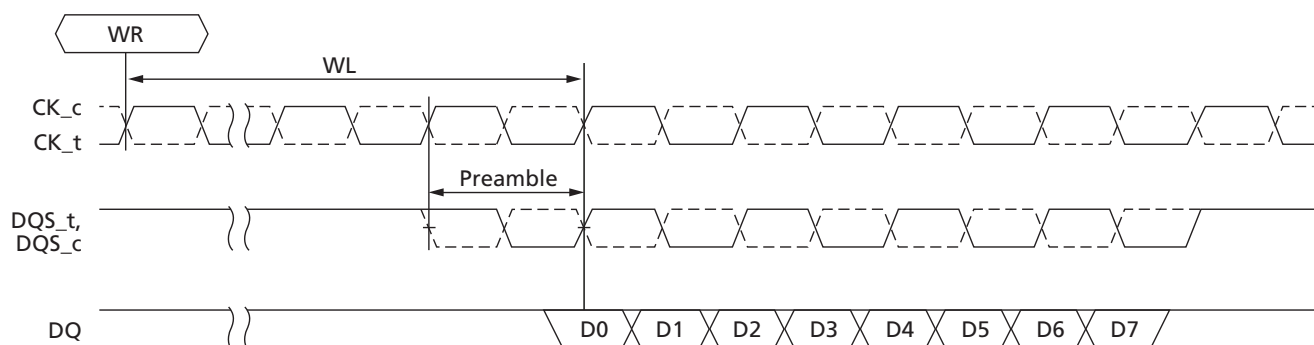 WR
WL
CK_c
CK_t
Preamble
DQS_t,
DQS_c
DQ D0 D1 D2 D3 D4 D5 D6 D7